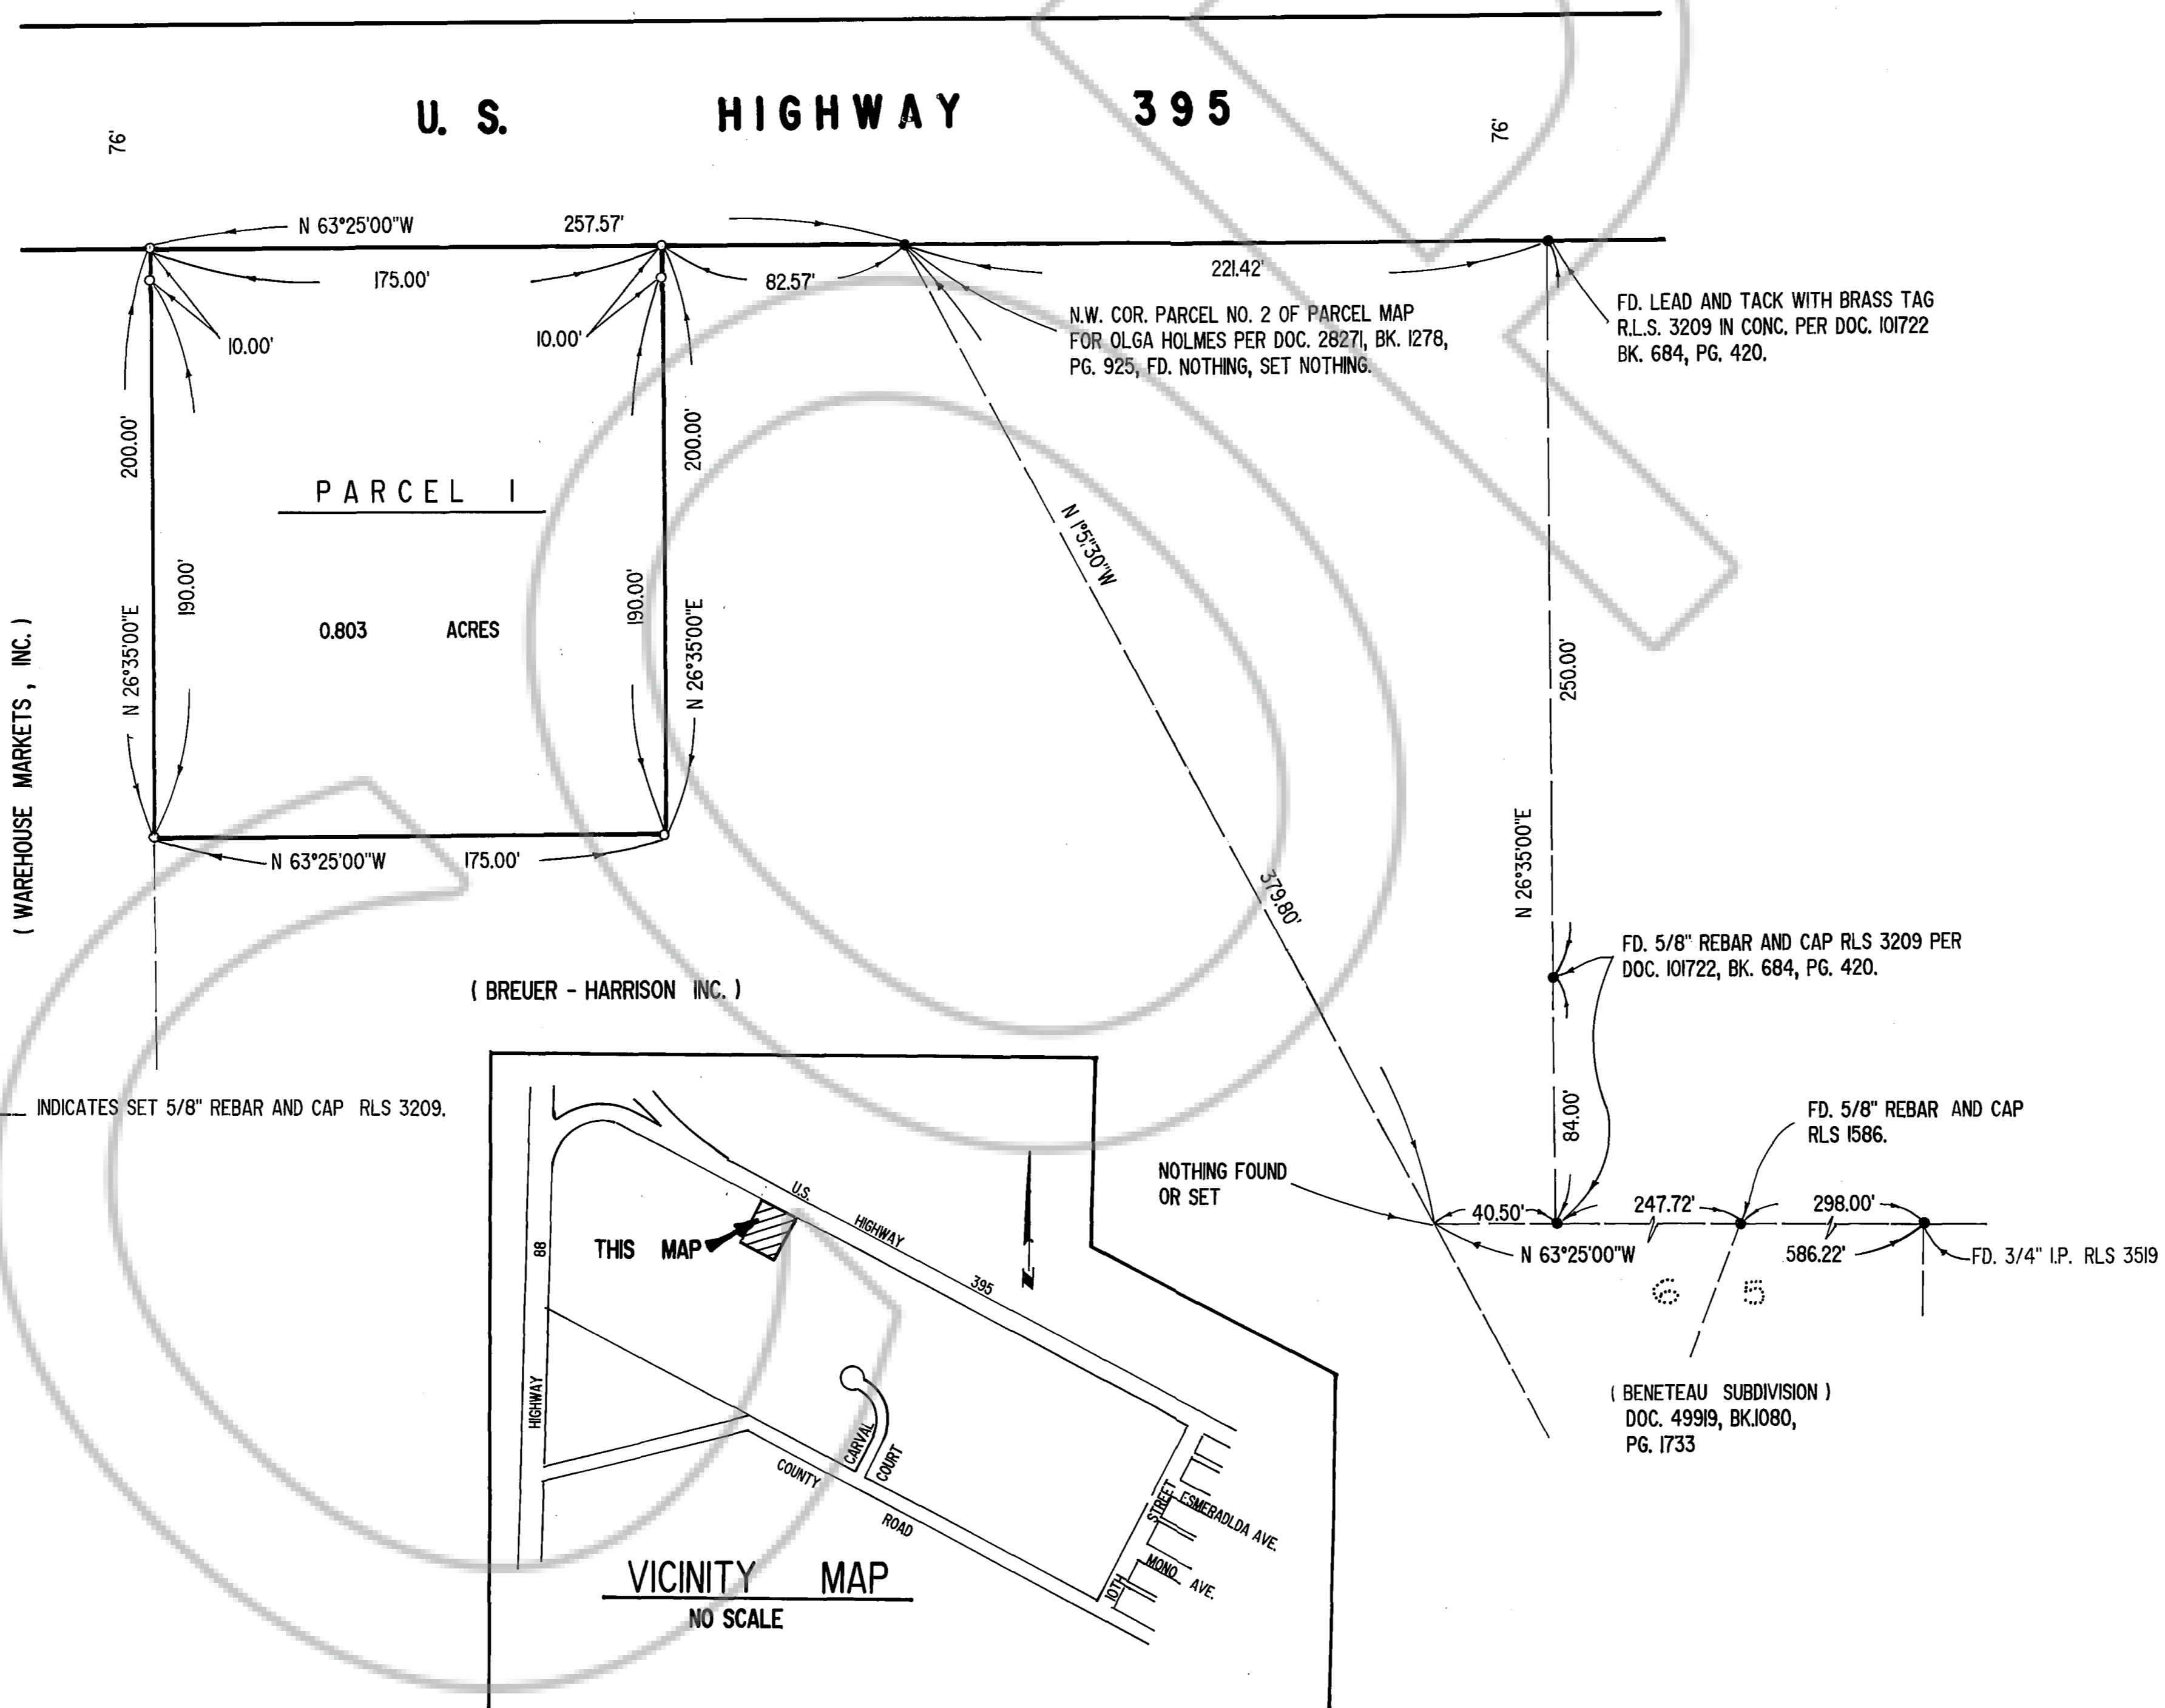 U. S. HIGHWAY 395
76'
76'
N 63°25'00"W 257.57'
175.00'
82.57'
221.42'
10.00'
10.00'
N.W. COR. PARCEL NO. 2 OF PARCEL MAP
FOR OLGA HOLMES PER DOC. 28271, BK. 1278,
PG. 925, FD. NOTHING, SET NOTHING.
FD. LEAD AND TACK WITH BRASS TAG
R.L.S. 3209 IN CONC. PER DOC. 101722
BK. 684, PG. 420.
200.00'
200.00'
PARCEL 1
190.00'
190.00'
0.803 ACRES
N 26°35'00"E
N 26°35'00"E
(WAREHOUSE MARKETS, INC.)
N 1°5'30"W
379.80'
250.00'
N 26°35'00"E
N 63°25'00"W 175.00'
( BREUER - HARRISON INC. )
FD. 5/8" REBAR AND CAP RLS 3209 PER
DOC. 101722, BK. 684, PG. 420.
84.00'
INDICATES SET 5/8" REBAR AND CAP RLS 3209.
FD. 5/8" REBAR AND CAP
RLS 1586.
NOTHING FOUND
OR SET
40.50'
247.72'
298.00'
N 63°25'00"W
586.22'
FD. 3/4" I.P. RLS 3519
6 5
( BENETEAU SUBDIVISION )
DOC. 49919, BK.1080,
PG. 1733
U.S. HIGHWAY 395
THIS MAP
N
88
HIGHWAY
CARVAL COURT
COUNTY ROAD
10TH STREET
ESMERADLDA AVE.
MONO AVE.
VICINITY MAP
NO SCALE
COP